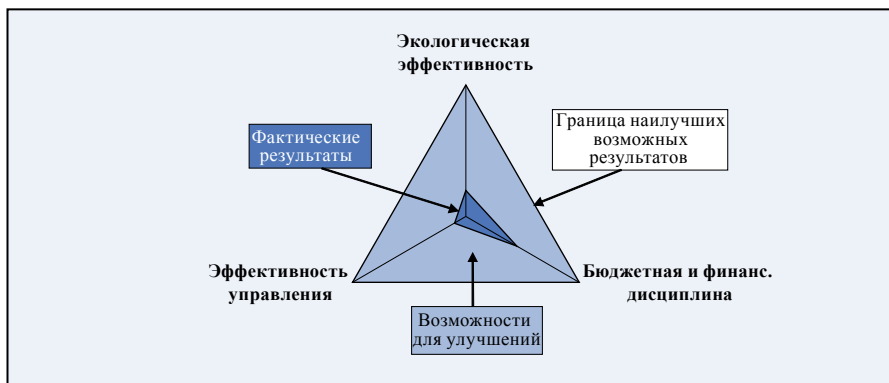 Экологическая
эффективность
Фактические
результаты
Граница наилучших
возможных
результатов
Эффективность
управления
Бюджетная и финанс.
дисциплина
Возможности
для улучшений